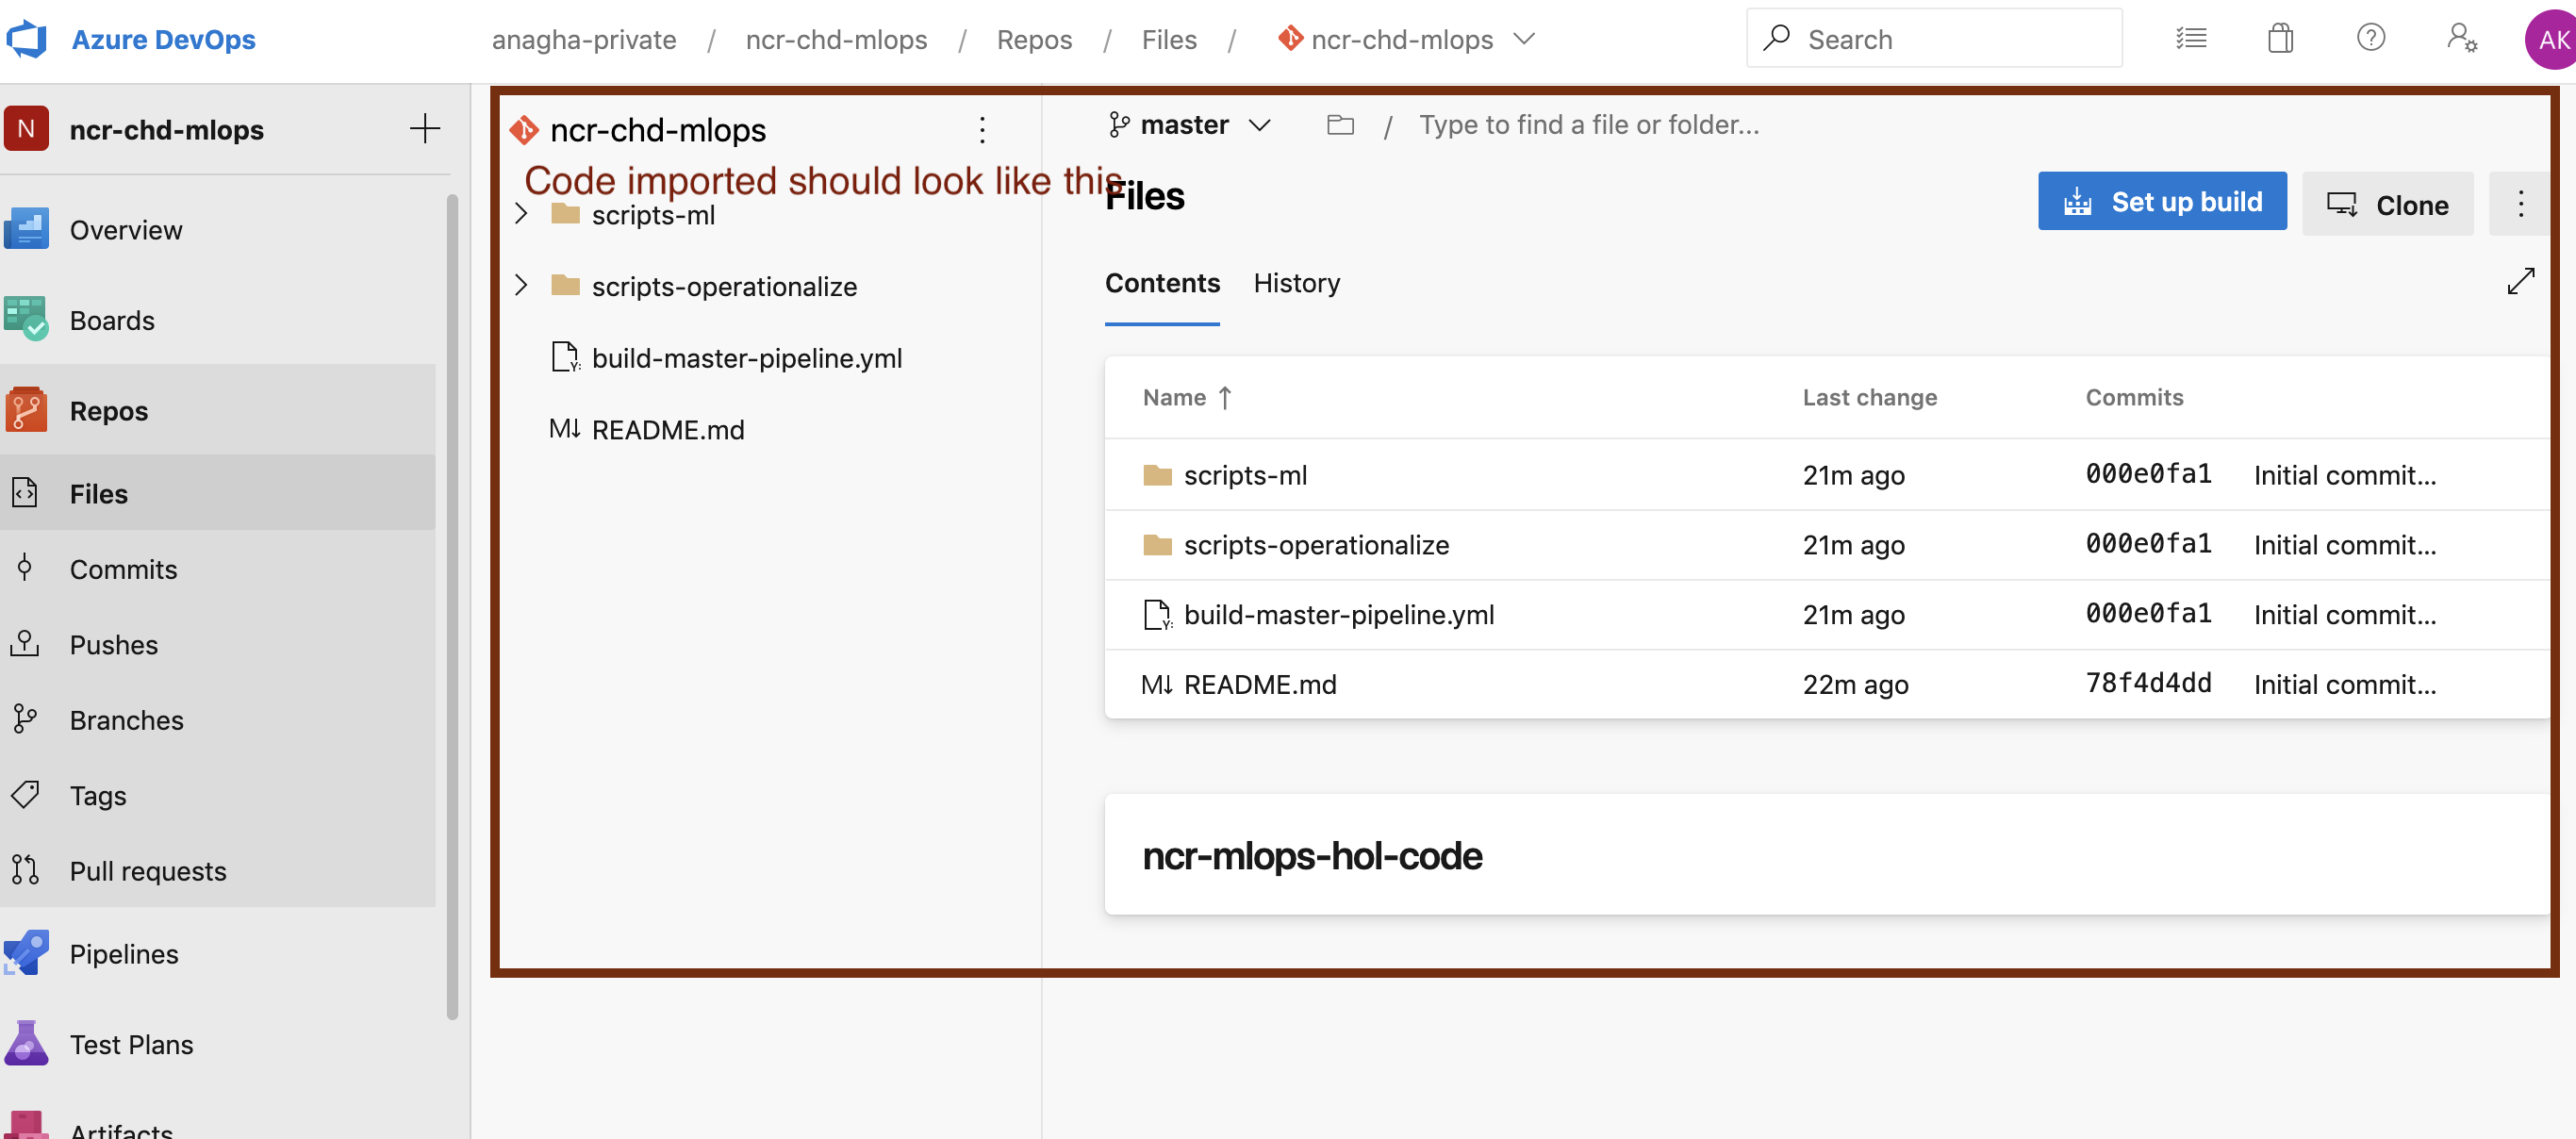 Azure DevOps
anagha-private / ncr-chd-mlops / Repos / Files / ncr-chd-mlops
Search
AK
N ncr-chd-mlops
Overview
Boards
Repos
Files
Commits
Pushes
Branches
Tags
Pull requests
Pipelines
Test Plans
Artifacts
ncr-chd-mlops
Code imported should look like this
scripts-ml
scripts-operationalize
build-master-pipeline.yml
README.md
master / Type to find a file or folder...
Files
Set up build
Clone
Contents History
Name Last change Commits
scripts-ml 21m ago 000e0fa1 Initial commit...
scripts-operationalize 21m ago 000e0fa1 Initial commit...
build-master-pipeline.yml 21m ago 000e0fa1 Initial commit...
README.md 22m ago 78f4d4dd Initial commit...
ncr-mlops-hol-code